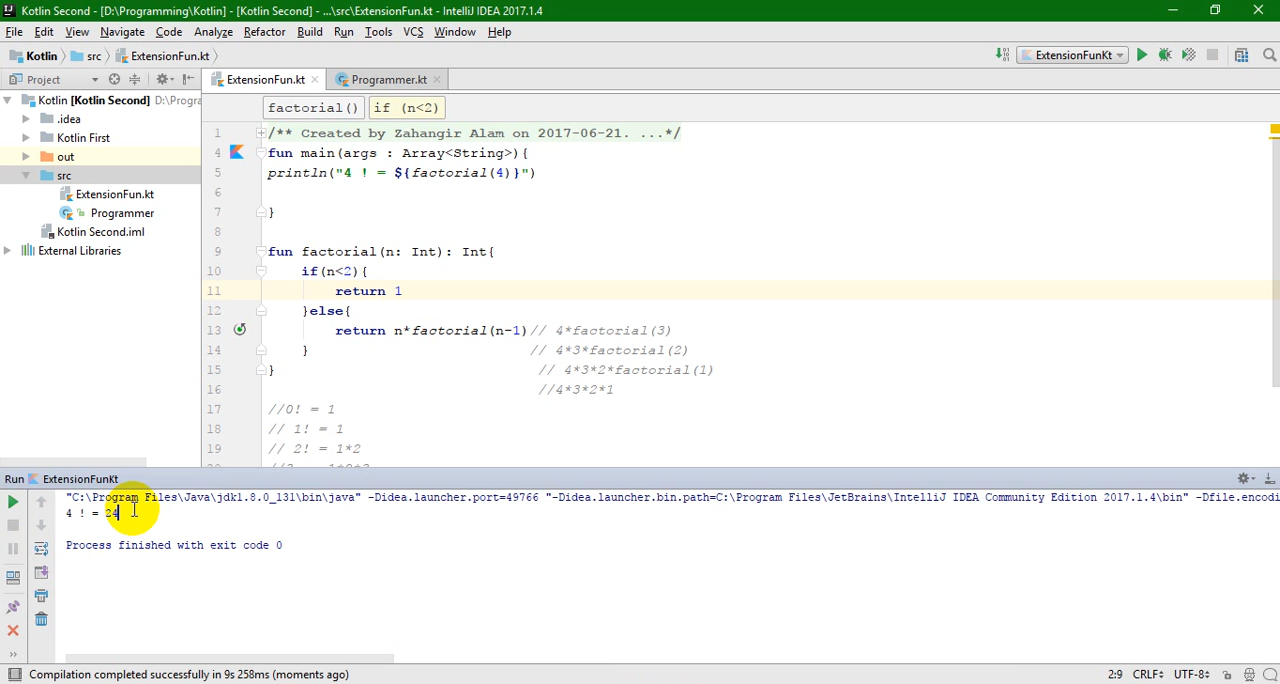 Kotlin Second - [D:\Programming\Kotlin] - [Kotlin Second] - ...\src\ExtensionFun.kt - IntelliJ IDEA 2017.1.4
File Edit View Navigate Code Analyze Refactor Build Run Tools VCS Window Help
Kotlin src ExtensionFun.kt ExtensionFunKt
Project ExtensionFun.kt Programmer.kt
Kotlin [Kotlin Second] D:\Progra
.idea
Kotlin First
out
src
ExtensionFun.kt
Programmer
Kotlin Second.iml
External Libraries
factorial() if (n<2)
1 /** Created by Zahangir Alam on 2017-06-21. ...*/
4 fun main(args : Array<String>){
5 println("4 ! = ${factorial(4)}")
6
7 }
8
9 fun factorial(n: Int): Int{
10 if(n<2){
11 return 1
12 }else{
13 return n*factorial(n-1)// 4*factorial(3)
14 } // 4*3*factorial(2)
15 } // 4*3*2*factorial(1)
16 //4*3*2*1
17 //0! = 1
18 // 1! = 1
19 // 2! = 1*2
Run ExtensionFunKt
"C:\Program Files\Java\jdk1.8.0_131\bin\java" -Didea.launcher.port=49766 "-Didea.launcher.bin.path=C:\Program Files\JetBrains\IntelliJ IDEA Community Edition 2017.1.4\bin" -Dfile.encodi
4 ! = 24
Process finished with exit code 0
Compilation completed successfully in 9s 258ms (moments ago) 2:9 CRLF UTF-8